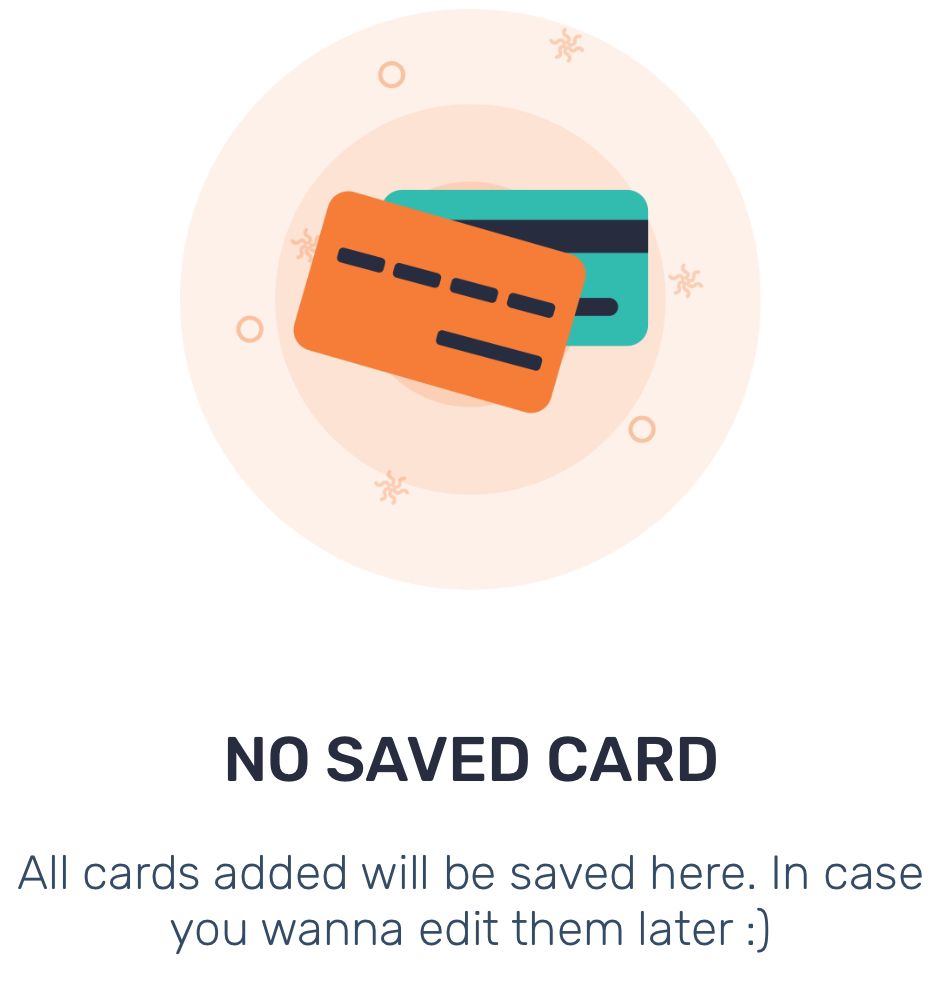 NO SAVED CARD
All cards added will be saved here. In case
you wanna edit them later :)